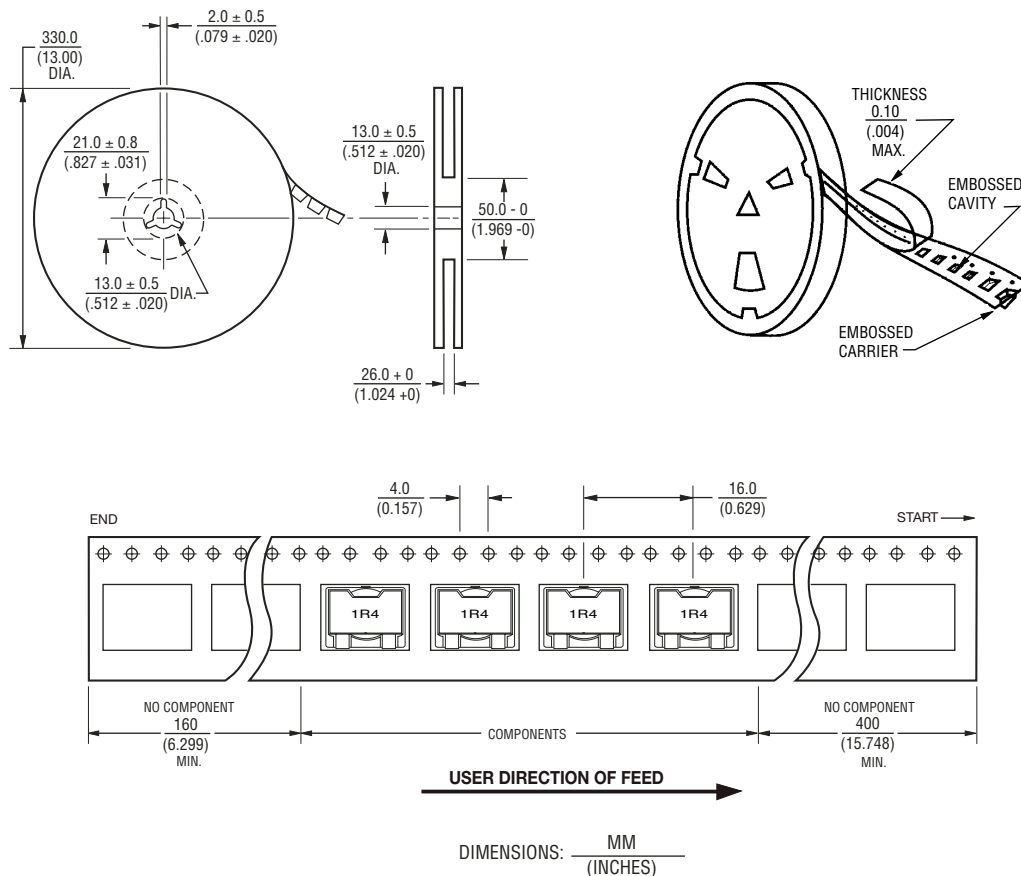 330.0
(13.00)
DIA.
2.0 ± 0.5
(.079 ± .020)
21.0 ± 0.8
(.827 ± .031)
13.0 ± 0.5
(.512 ± .020)
DIA.
13.0 ± 0.5
(.512 ± .020)
DIA.
50.0 - 0
(1.969 -0)
26.0 + 0
(1.024 +0)
THICKNESS
0.10
(.004)
MAX.
EMBOSSED
CAVITY
EMBOSSED
CARRIER
4.0
(0.157)
16.0
(0.629)
END
START
1R4
1R4
1R4
1R4
NO COMPONENT
160
(6.299)
MIN.
COMPONENTS
NO COMPONENT
400
(15.748)
MIN.
USER DIRECTION OF FEED
DIMENSIONS:
MM
(INCHES)